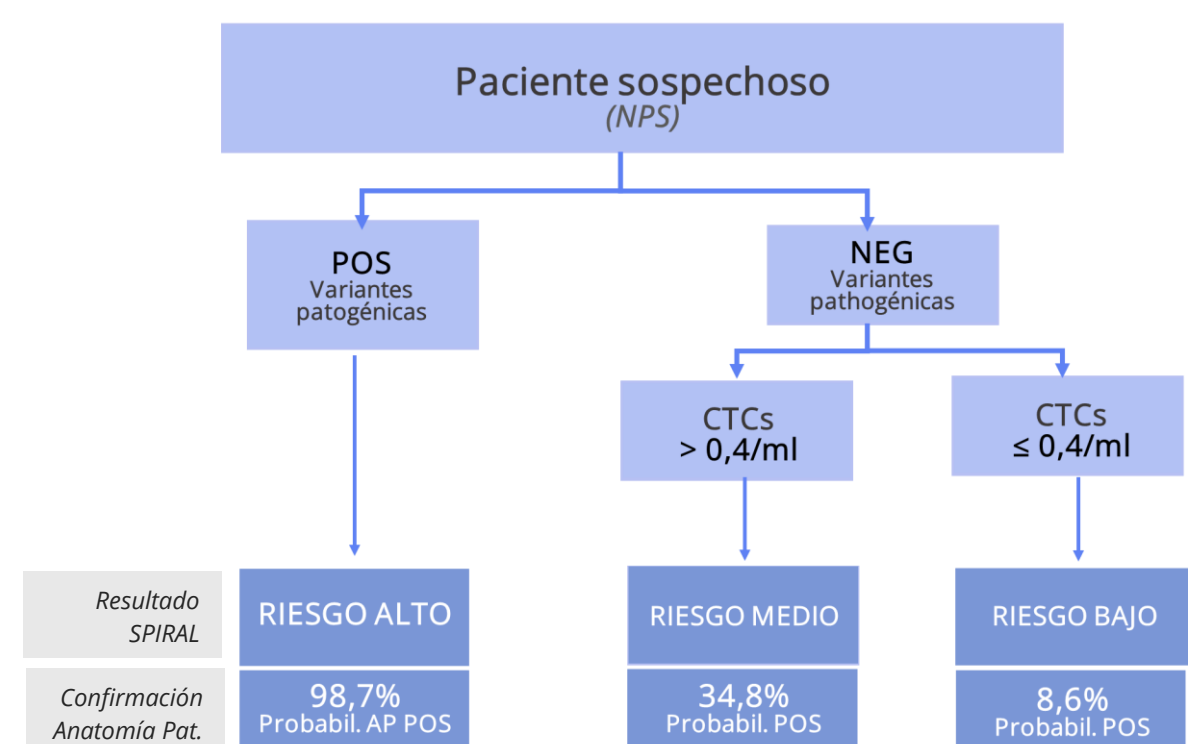 Paciente sospechoso
(NPS)
POS
Variantes
patogénicas
NEG
Variantes
pathogénicas
CTCs
> 0,4/ml
CTCs
≤ 0,4/ml
Resultado
SPIRAL
RIESGO ALTO
RIESGO MEDIO
RIESGO BAJO
Confirmación
Anatomía Pat.
98,7%
Probabil. AP POS
34,8%
Probabil. POS
8,6%
Probabil. POS